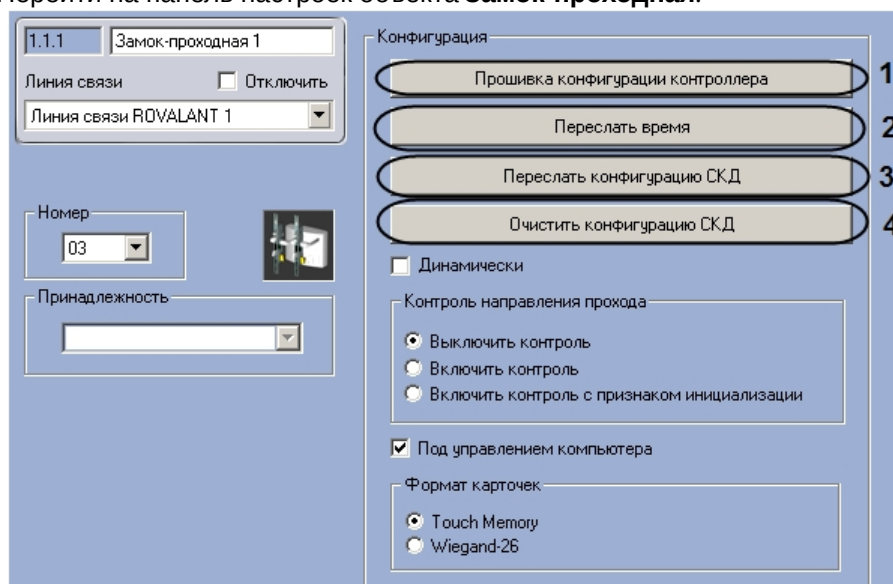 Перейти на панель настроек объекта Замок-проходная.
1.1.1 Замок-проходная 1
Линия связи Отключить
Линия связи ROVALANT 1
Номер
03
Принадлежность
Конфигурация
Прошивка конфигурации контроллера 1
Переслать время 2
Переслать конфигурацию СКД 3
Очистить конфигурацию СКД 4
Динамически
Контроль направления прохода
Выключить контроль
Включить контроль
Включить контроль с признаком инициализации
Под управлением компьютера
Формат карточек
Touch Memory
Wiegand-26